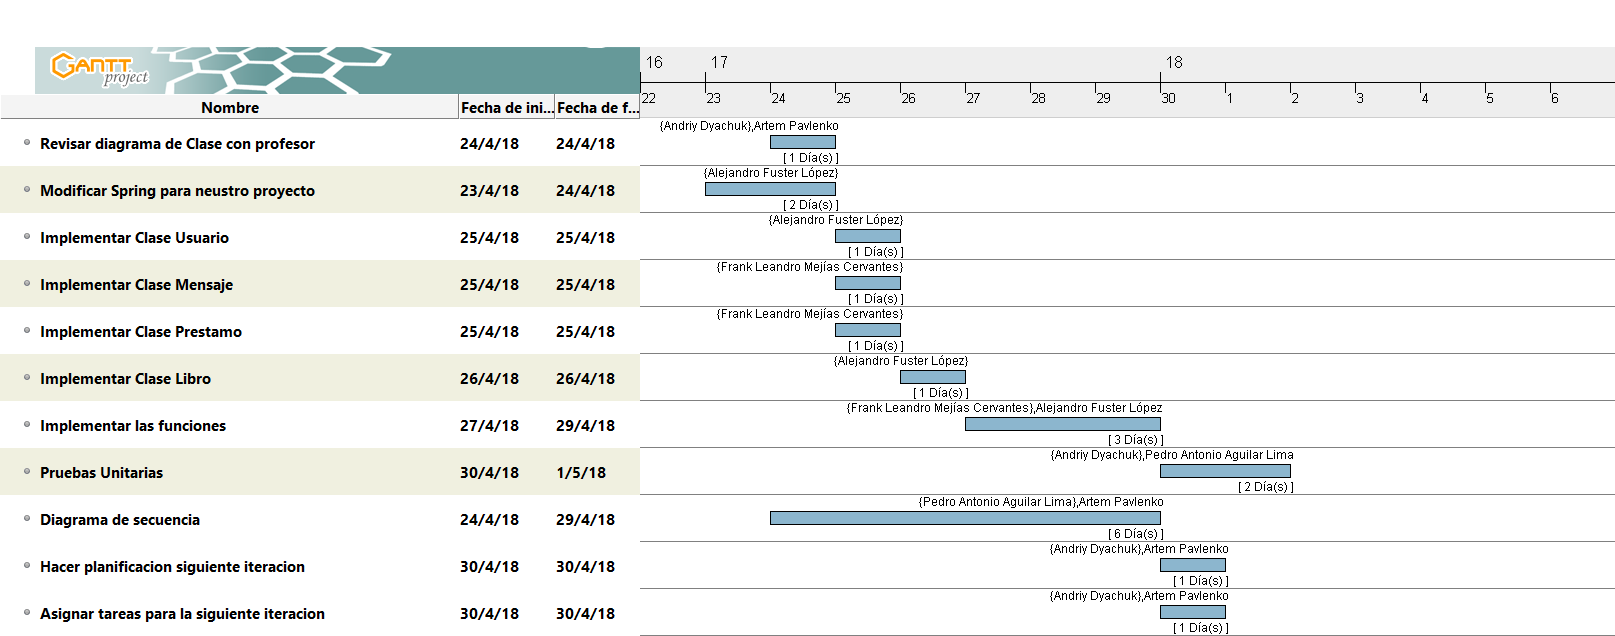 GANTT
project
16 17 18
22 23 24 25 26 27 28 29 30 1 2 3 4 5 6
Nombre Fecha de ini... Fecha de f...
{Andriy Dyachuk},Artem Pavlenko
Revisar diagrama de Clase con profesor 24/4/18 24/4/18
[ 1 Día(s) ]
{Alejandro Fuster López}
Modificar Spring para neustro proyecto 23/4/18 24/4/18
[ 2 Día(s) ]
{Alejandro Fuster López}
Implementar Clase Usuario 25/4/18 25/4/18
[ 1 Día(s) ]
{Frank Leandro Mejías Cervantes}
Implementar Clase Mensaje 25/4/18 25/4/18
[ 1 Día(s) ]
{Frank Leandro Mejías Cervantes}
Implementar Clase Prestamo 25/4/18 25/4/18
[ 1 Día(s) ]
{Alejandro Fuster López}
Implementar Clase Libro 26/4/18 26/4/18
[ 1 Día(s) ]
{Frank Leandro Mejías Cervantes},Alejandro Fuster López
Implementar las funciones 27/4/18 29/4/18
[ 3 Día(s) ]
{Andriy Dyachuk},Pedro Antonio Aguilar Lima
Pruebas Unitarias 30/4/18 1/5/18
[ 2 Día(s) ]
{Pedro Antonio Aguilar Lima},Artem Pavlenko
Diagrama de secuencia 24/4/18 29/4/18
[ 6 Día(s) ]
{Andriy Dyachuk},Artem Pavlenko
Hacer planificacion siguiente iteracion 30/4/18 30/4/18
[ 1 Día(s) ]
{Andriy Dyachuk},Artem Pavlenko
Asignar tareas para la siguiente iteracion 30/4/18 30/4/18
[ 1 Día(s) ]